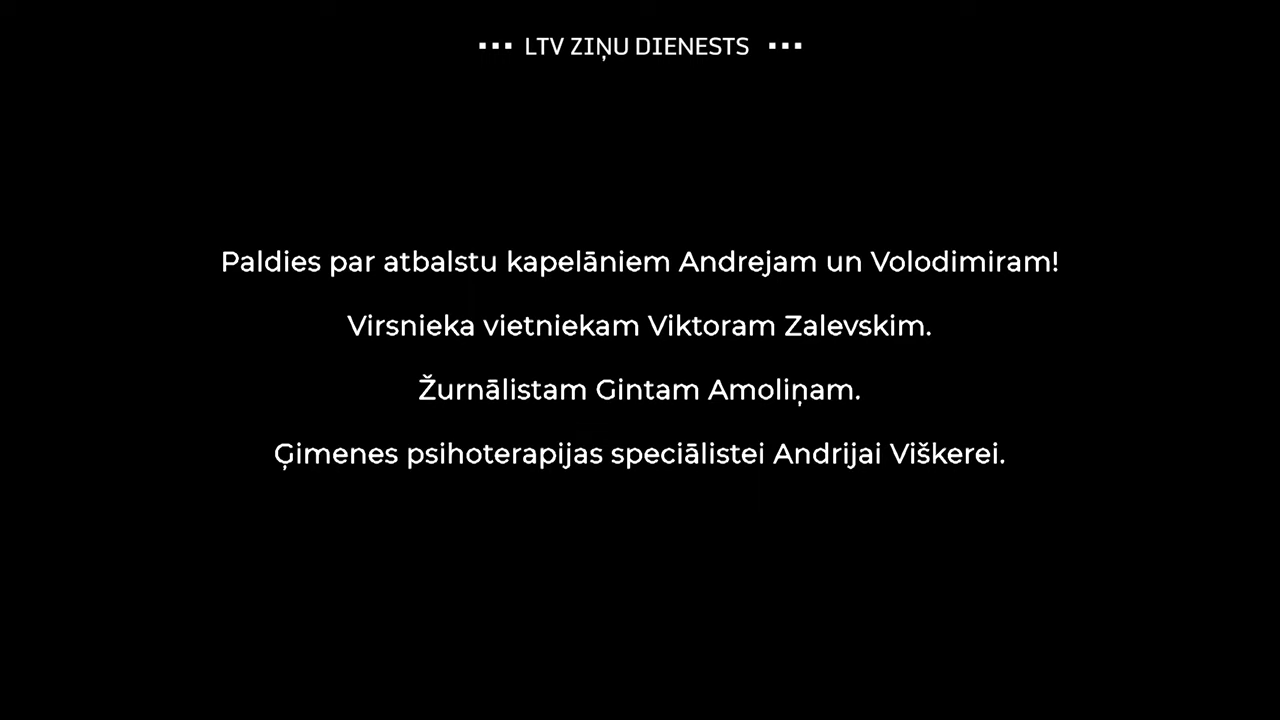 LTV ZIŅU DIENESTS
Paldies par atbalstu kapelāniem Andrejam un Volodimiram!
Virsnieka vietniekam Viktoram Zalevskim.
Žurnālistam Gintam Amoliņam.
Ģimenes psihoterapijas speciālistei Andrijai Viškerei.